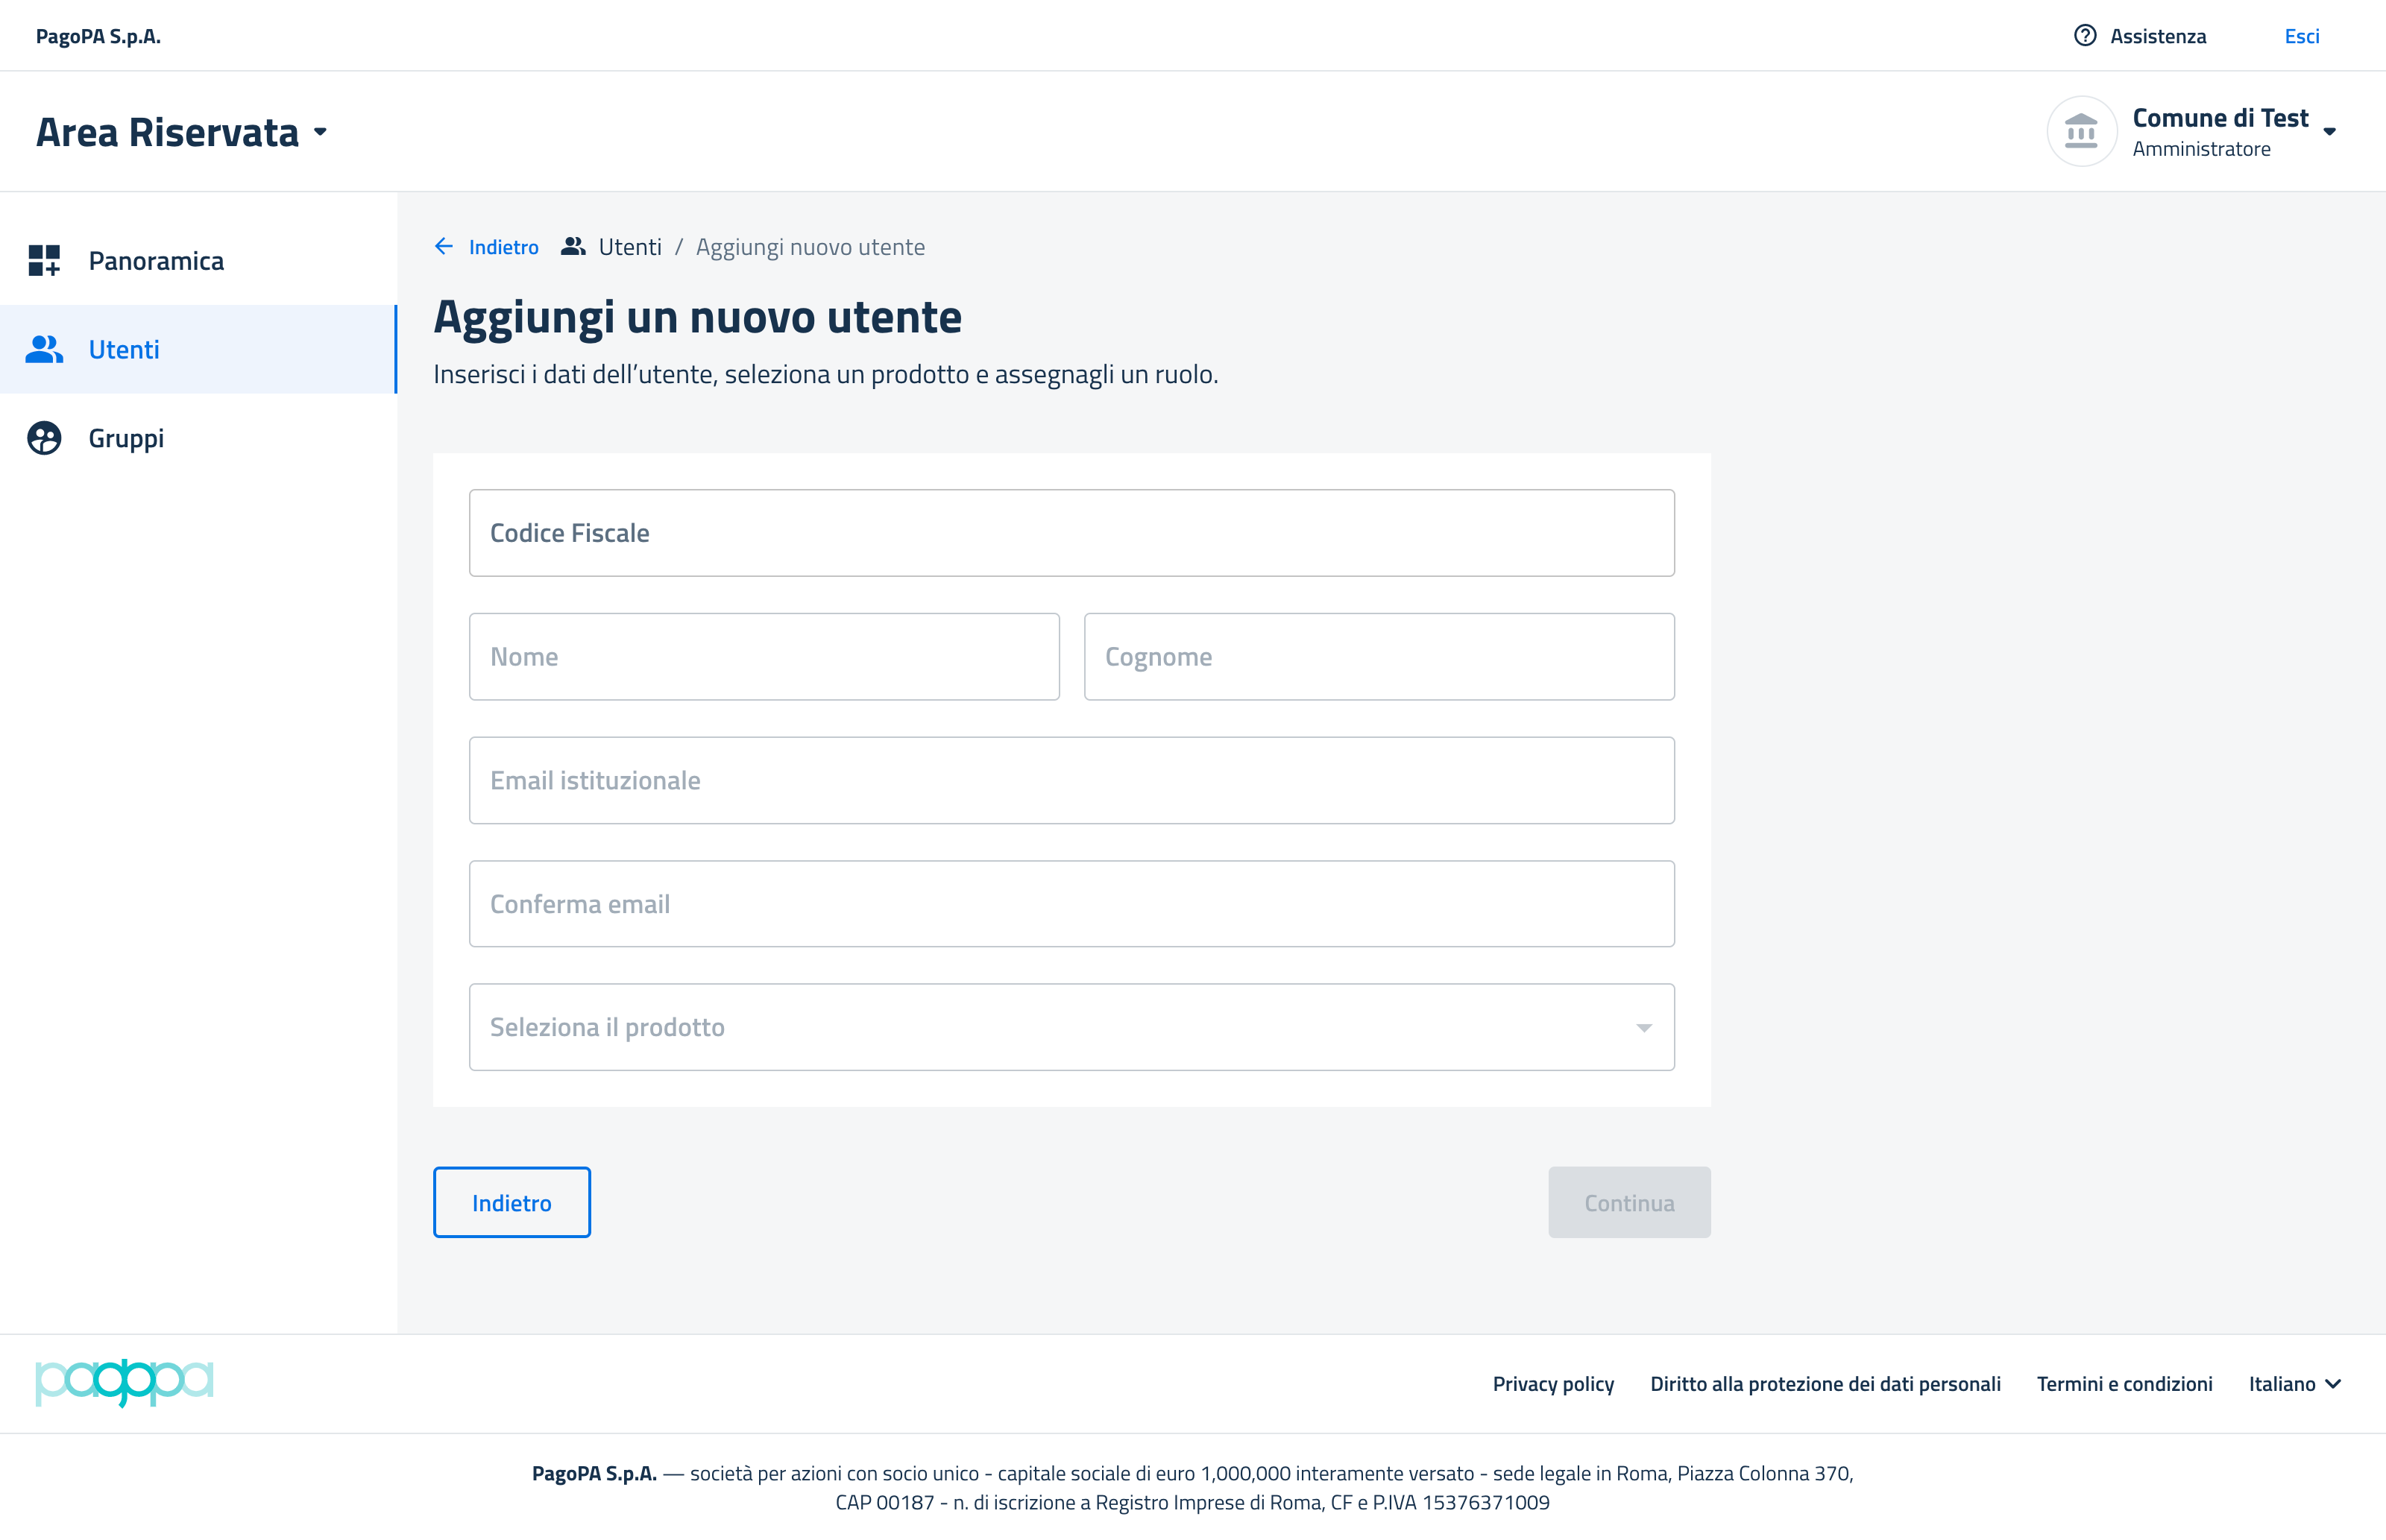 PagoPA S.p.A.
Assistenza
Esci
Area Riservata
Comune di Test
Amministratore
Panoramica
Utenti
Gruppi
Indietro
Utenti / Aggiungi nuovo utente
Aggiungi un nuovo utente
Inserisci i dati dell’utente, seleziona un prodotto e assegnagli un ruolo.
Codice Fiscale
Nome
Cognome
Email istituzionale
Conferma email
Seleziona il prodotto
Indietro
Continua
pagopa
Privacy policy
Diritto alla protezione dei dati personali
Termini e condizioni
Italiano
PagoPA S.p.A. — società per azioni con socio unico - capitale sociale di euro 1,000,000 interamente versato - sede legale in Roma, Piazza Colonna 370,
CAP 00187 - n. di iscrizione a Registro Imprese di Roma, CF e P.IVA 15376371009